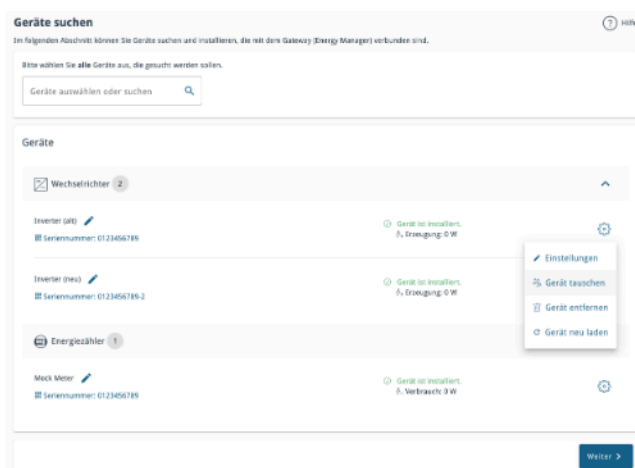 Geräte suchen
Hilfe
Im folgenden Abschnitt können Sie Geräte suchen und installieren, die mit dem Gateway (Energy Manager) verbunden sind.
Bitte wählen Sie alle Geräte aus, die gesucht werden sollen.
Geräte auswählen oder suchen
Geräte
Wechselrichter 2
Inverter (alt)
Gerät ist installiert.
Erzeugung: 0 W
Seriennummer: 0123456789
Einstellungen
Gerät tauschen
Gerät entfernen
Gerät neu laden
Inverter (neu)
Gerät ist installiert.
Erzeugung: 0 W
Seriennummer: 0123456789-2
Energiezähler 1
Mock Meter
Gerät ist installiert.
Verbrauch: 0 W
Seriennummer: 0123456789
Weiter